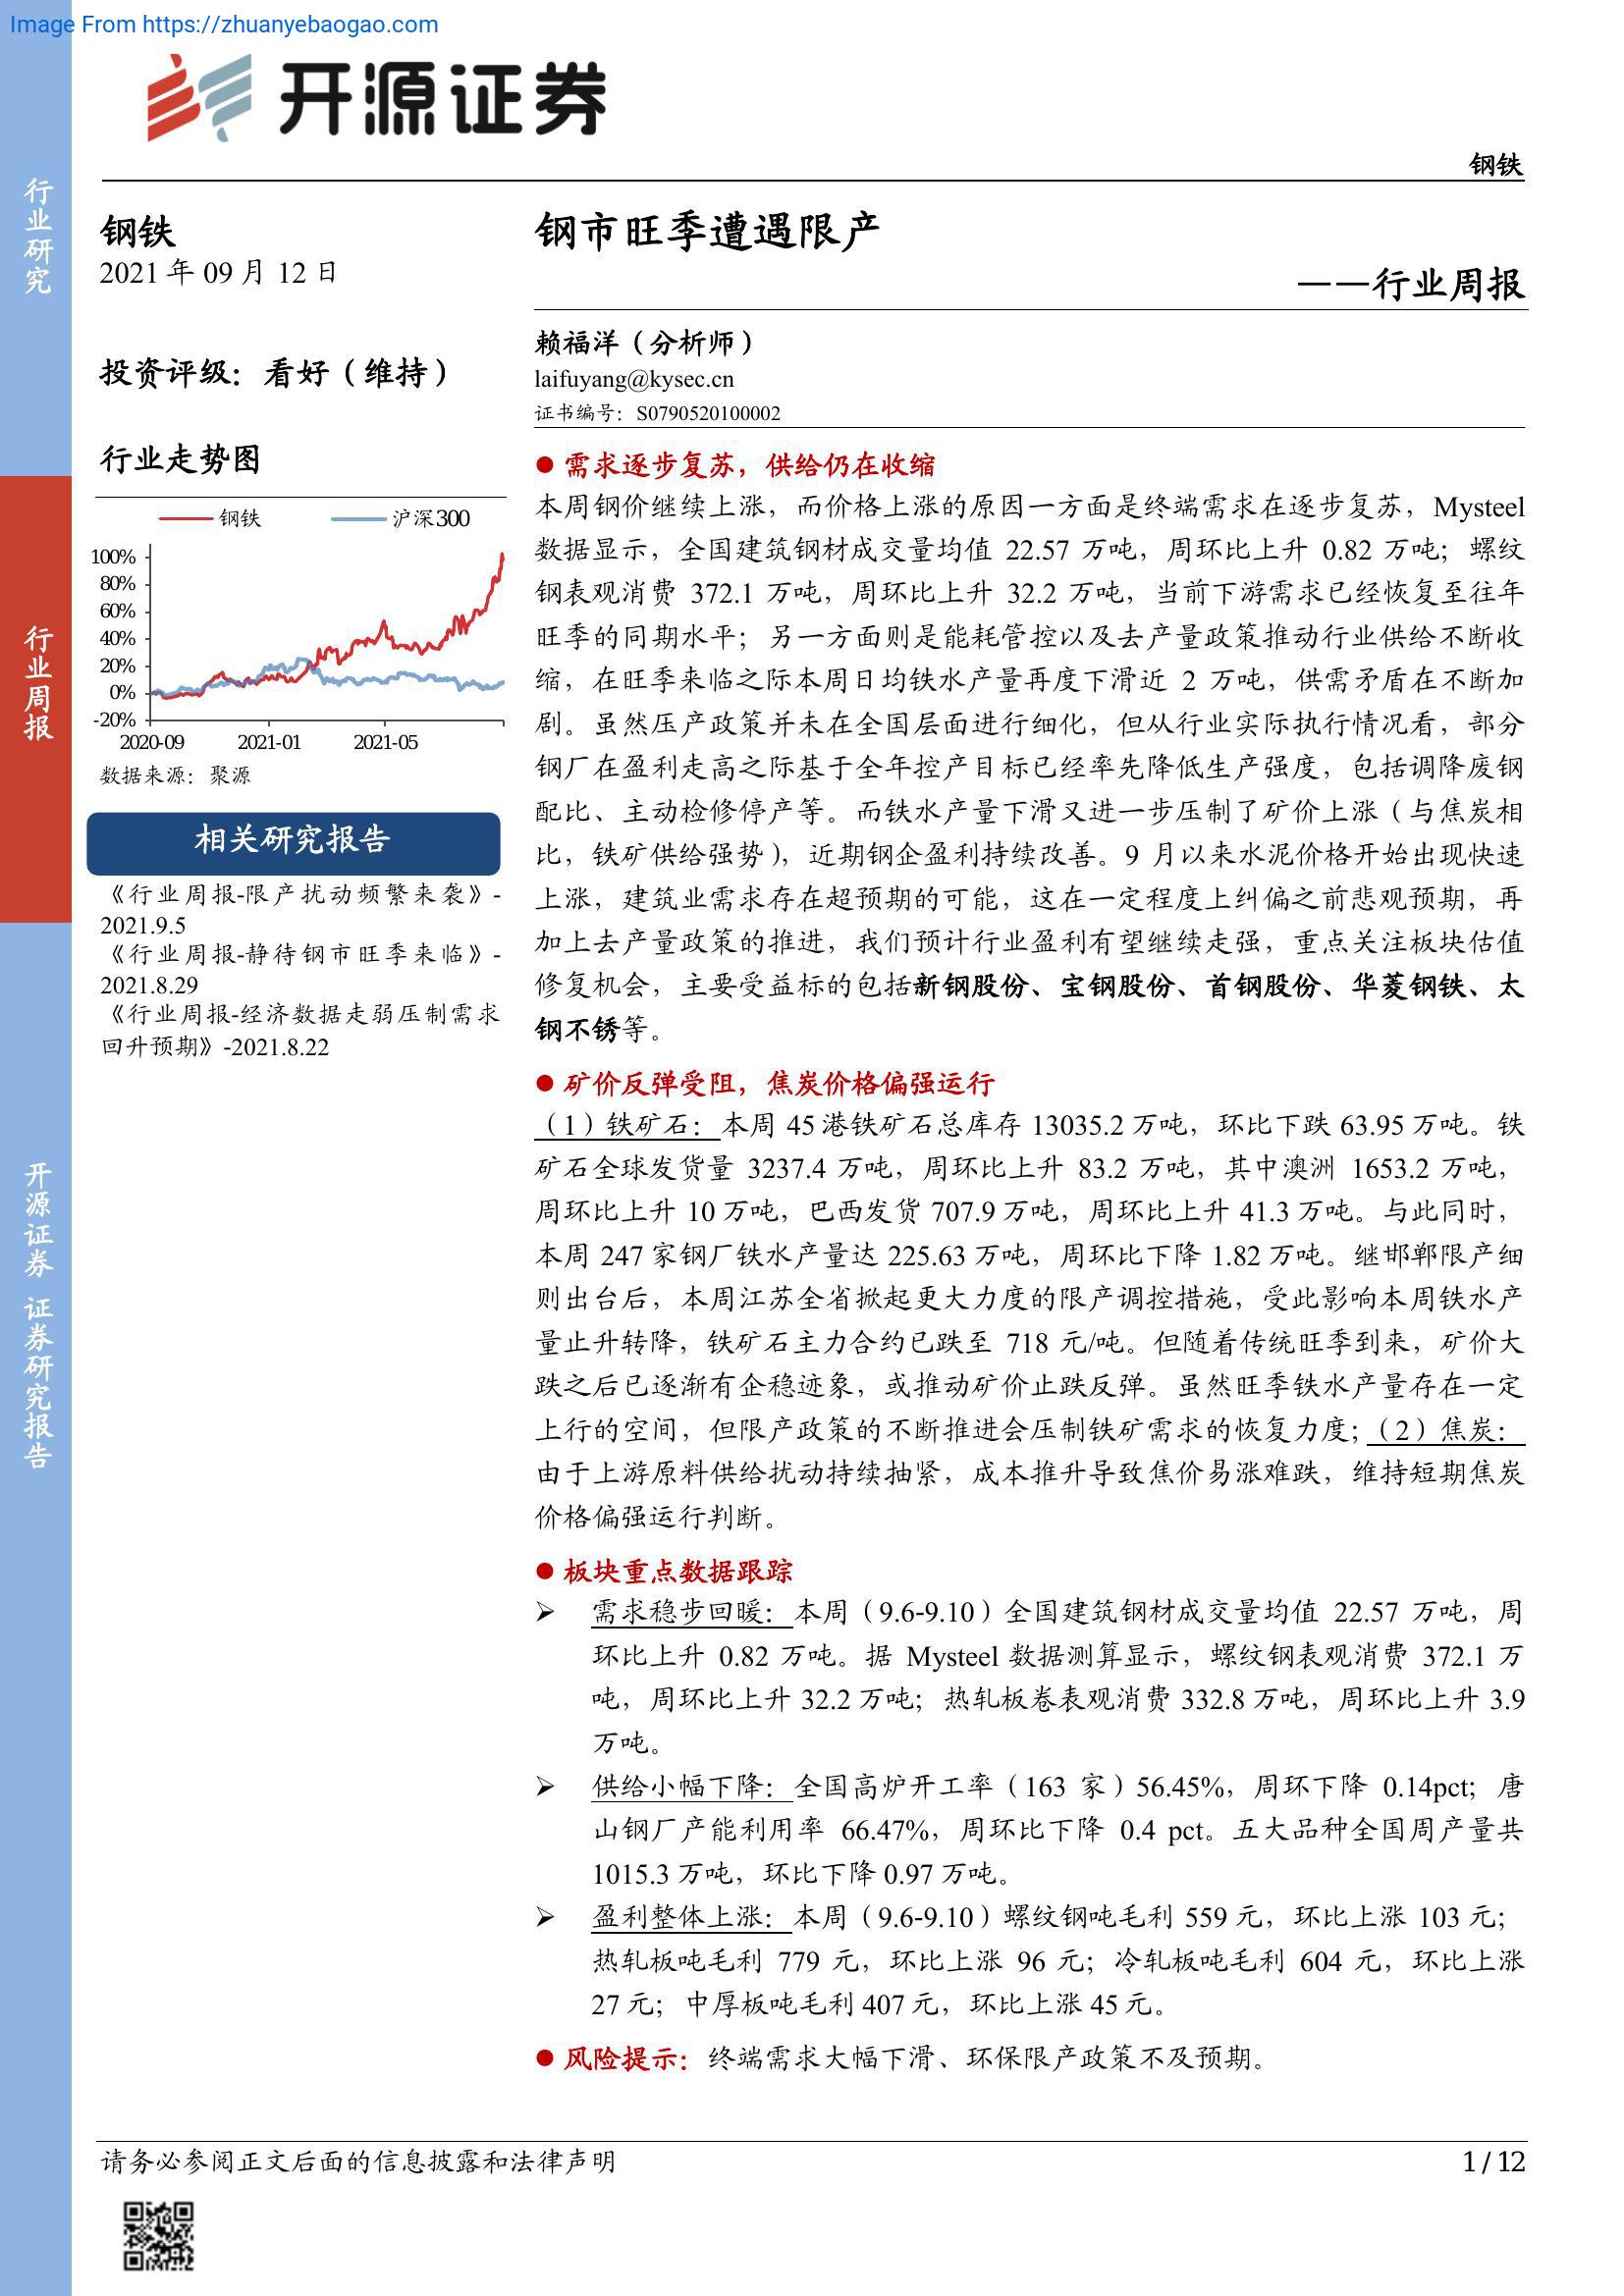 Image From https://zhuanyebaogao.com
开源证券
钢铁
行业研究
行业周报
开源证券 证券研究报告
钢铁
2021 年 09 月 12 日
投资评级：看好（维持）
行业走势图
钢铁 沪深300
100%
80%
60%
40%
20%
0%
-20%
2020-09 2021-01 2021-05
数据来源：聚源
相关研究报告
《行业周报-限产扰动频繁来袭》-
2021.9.5
《行业周报-静待钢市旺季来临》-
2021.8.29
《行业周报-经济数据走弱压制需求
回升预期》-2021.8.22
钢市旺季遭遇限产
——行业周报
赖福洋（分析师）
laifuyang@kysec.cn
证书编号：S0790520100002
● 需求逐步复苏，供给仍在收缩
本周钢价继续上涨，而价格上涨的原因一方面是终端需求在逐步复苏，Mysteel
数据显示，全国建筑钢材成交量均值 22.57 万吨，周环比上升 0.82 万吨；螺纹
钢表观消费 372.1 万吨，周环比上升 32.2 万吨，当前下游需求已经恢复至往年
旺季的同期水平；另一方面则是能耗管控以及去产量政策推动行业供给不断收
缩，在旺季来临之际本周日均铁水产量再度下滑近 2 万吨，供需矛盾在不断加
剧。虽然压产政策并未在全国层面进行细化，但从行业实际执行情况看，部分
钢厂在盈利走高之际基于全年控产目标已经率先降低生产强度，包括调降废钢
配比、主动检修停产等。而铁水产量下滑又进一步压制了矿价上涨（与焦炭相
比，铁矿供给强势），近期钢企盈利持续改善。9 月以来水泥价格开始出现快速
上涨，建筑业需求存在超预期的可能，这在一定程度上纠偏之前悲观预期，再
加上去产量政策的推进，我们预计行业盈利有望继续走强，重点关注板块估值
修复机会，主要受益标的包括新钢股份、宝钢股份、首钢股份、华菱钢铁、太
钢不锈等。
● 矿价反弹受阻，焦炭价格偏强运行
（1）铁矿石：本周 45 港铁矿石总库存 13035.2 万吨，环比下跌 63.95 万吨。铁
矿石全球发货量 3237.4 万吨，周环比上升 83.2 万吨，其中澳洲 1653.2 万吨，
周环比上升 10 万吨，巴西发货 707.9 万吨，周环比上升 41.3 万吨。与此同时，
本周 247 家钢厂铁水产量达 225.63 万吨，周环比下降 1.82 万吨。继邯郸限产细
则出台后，本周江苏全省掀起更大力度的限产调控措施，受此影响本周铁水产
量止升转降，铁矿石主力合约已跌至 718 元/吨。但随着传统旺季到来，矿价大
跌之后已逐渐有企稳迹象，或推动矿价止跌反弹。虽然旺季铁水产量存在一定
上行的空间，但限产政策的不断推进会压制铁矿需求的恢复力度；（2）焦炭：
由于上游原料供给扰动持续抽紧，成本推升导致焦价易涨难跌，维持短期焦炭
价格偏强运行判断。
● 板块重点数据跟踪
➢ 需求稳步回暖：本周（9.6-9.10）全国建筑钢材成交量均值 22.57 万吨，周
环比上升 0.82 万吨。据 Mysteel 数据测算显示，螺纹钢表观消费 372.1 万
吨，周环比上升 32.2 万吨；热轧板卷表观消费 332.8 万吨，周环比上升 3.9
万吨。
➢ 供给小幅下降：全国高炉开工率（163 家）56.45%，周环下降 0.14pct；唐
山钢厂产能利用率 66.47%，周环比下降 0.4 pct。五大品种全国周产量共
1015.3 万吨，环比下降 0.97 万吨。
➢ 盈利整体上涨：本周（9.6-9.10）螺纹钢吨毛利 559 元，环比上涨 103 元；
热轧板吨毛利 779 元，环比上涨 96 元；冷轧板吨毛利 604 元，环比上涨
27 元；中厚板吨毛利 407 元，环比上涨 45 元。
● 风险提示：终端需求大幅下滑、环保限产政策不及预期。
请务必参阅正文后面的信息披露和法律声明
1 / 12